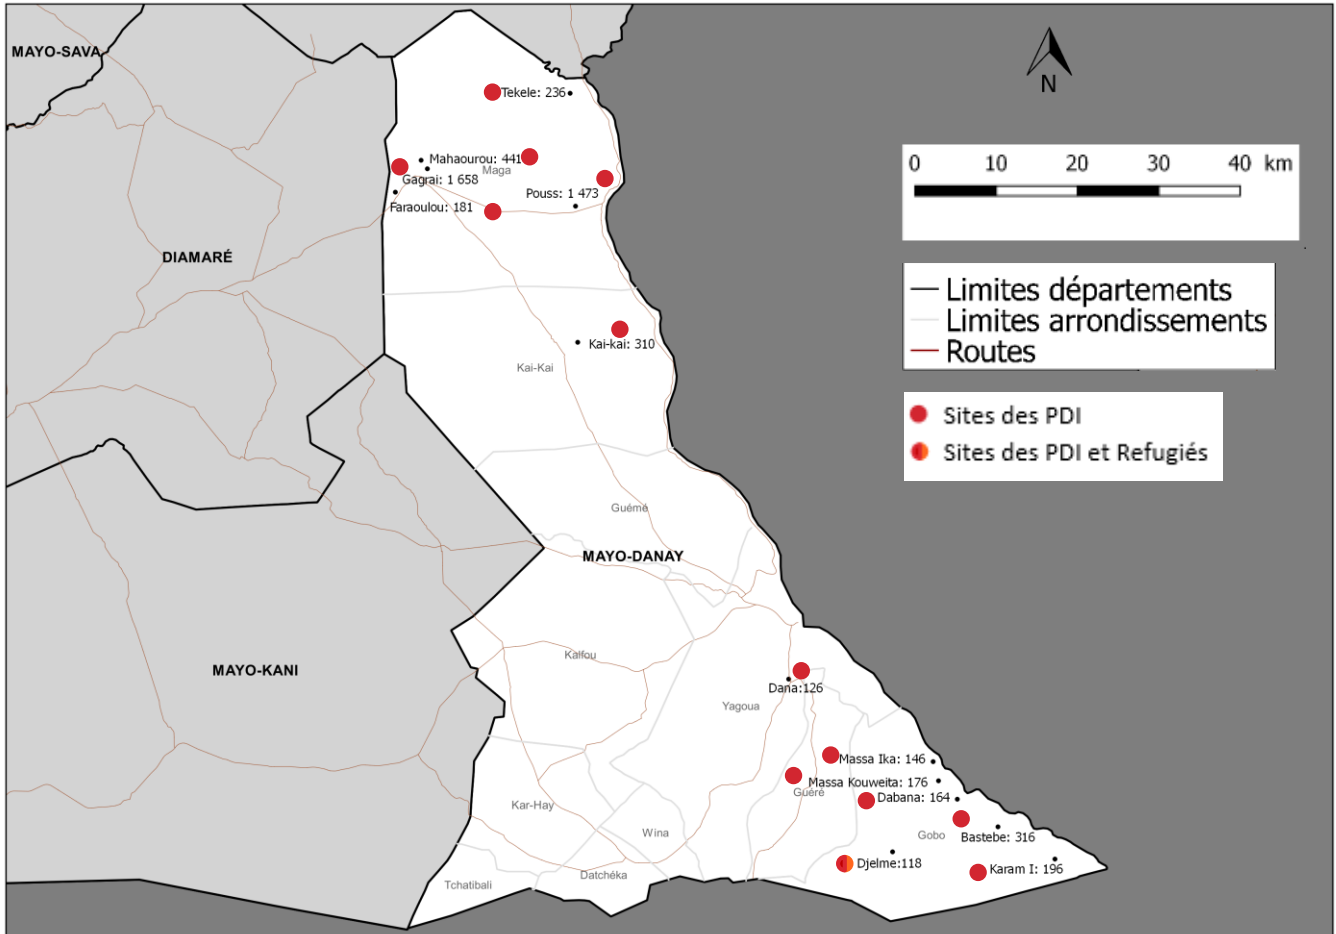 MAYO-SAVA
N
Tekele: 236
0 10 20 30 40 km
Mahaourou: 441
Maga
Gagrai: 1 658
Pouss: 1 473
Faraoulou: 181
DIAMARÉ
Limites départements
Limites arrondissements
Routes
Kai-kai: 310
Kai-Kai
Sites des PDI
Sites des PDI et Refugiés
Guémé
MAYO-DANAY
Kalfou
MAYO-KANI
Dana:126
Yagoua
Massa Ika: 146
Massa Kouweita: 176
Guéré
Dabana: 164
Kar-Hay
Wina
Gobo
Bastebe: 316
Djelme:118
Karam I: 196
Datchéka
Tchatibali